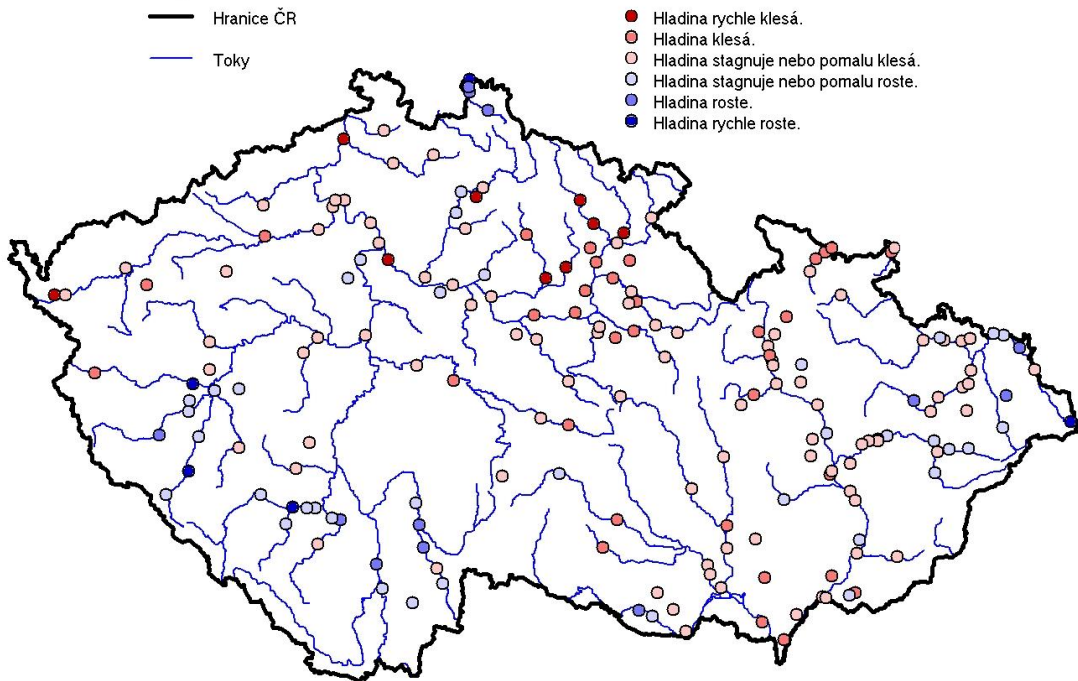 Hranice ČR
Toky
Hladina rychle klesá.
Hladina klesá.
Hladina stagnuje nebo pomalu klesá.
Hladina stagnuje nebo pomalu roste.
Hladina roste.
Hladina rychle roste.